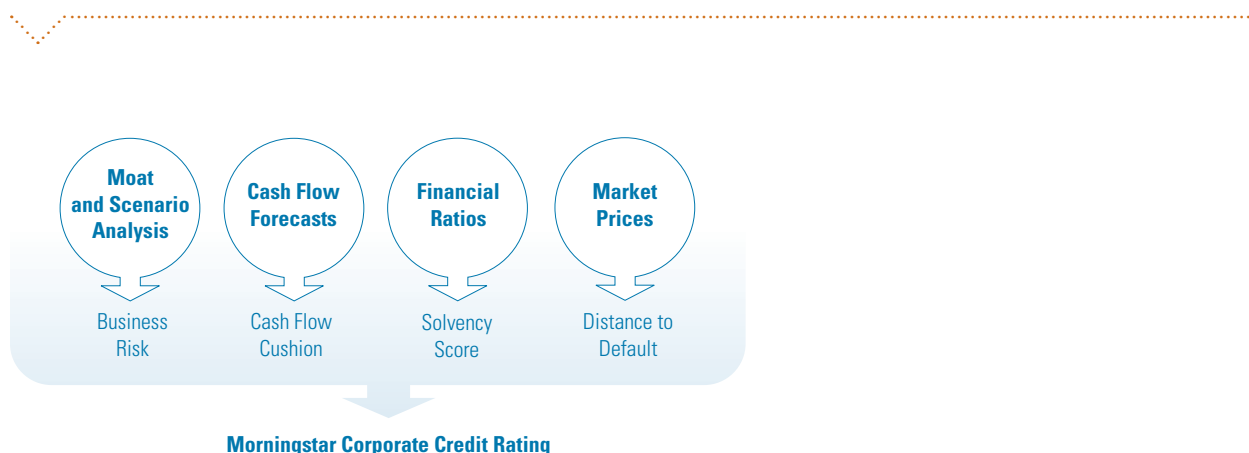 Moat
and Scenario
Analysis
Cash Flow
Forecasts
Financial
Ratios
Market
Prices
Business
Risk
Cash Flow
Cushion
Solvency
Score
Distance to
Default
Morningstar Corporate Credit Rating